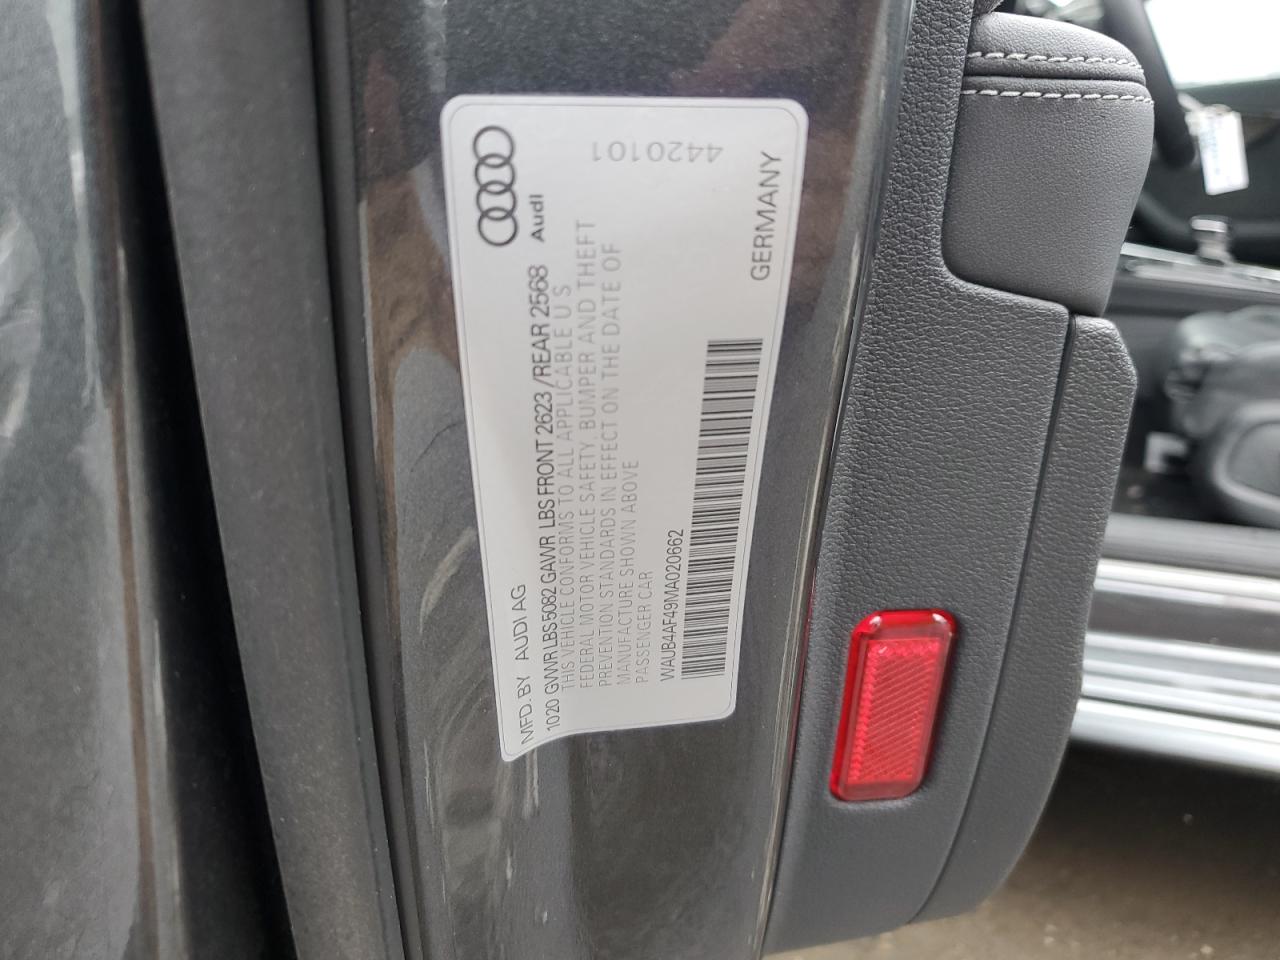 Audi
4420101
MFD. BY AUDI AG
1020 GVWR LBS 5082 GAWR LBS FRONT 2623 /REAR 2568
THIS VEHICLE CONFORMS TO ALL APPLICABLE U S
FEDERAL MOTOR VEHICLE SAFETY, BUMPER AND THEFT
PREVENTION STANDARDS IN EFFECT ON THE DATE OF
MANUFACTURE SHOWN ABOVE
PASSENGER CAR
WAUB4AF49MA020662
GERMANY